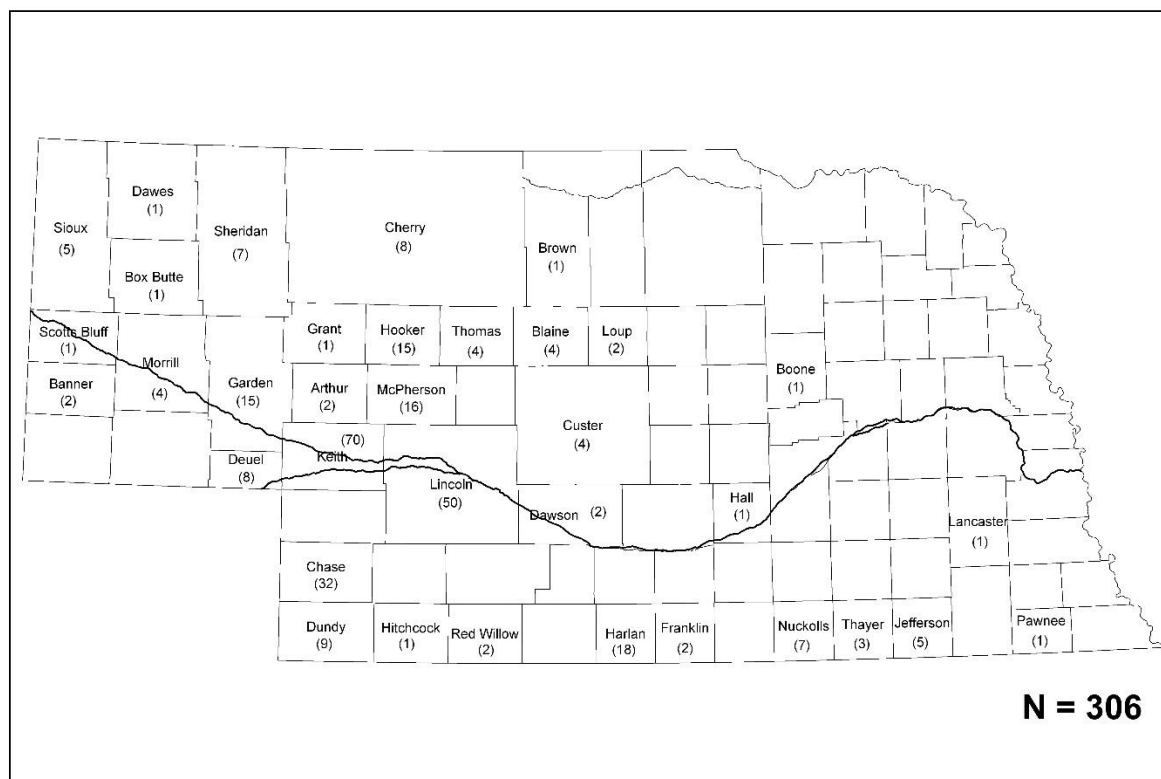 Dawes
(1)
Sioux
(5)
Sheridan
(7)
Cherry
(8)
Brown
(1)
Box Butte
(1)
Scotts Bluff
(1)
Morrill
(4)
Grant
(1)
Hooker
(15)
Thomas
(4)
Blaine
(4)
Loup
(2)
Boone
(1)
Banner
(2)
Garden
(15)
Arthur
(2)
McPherson
(16)
Custer
(4)
(70)
Keith
Deuel
(8)
Lincoln
(50)
Dawson
(2)
Hall
(1)
Lancaster
(1)
Chase
(32)
Dundy
(9)
Hitchcock
(1)
Red Willow
(2)
Harlan
(18)
Franklin
(2)
Nuckolls
(7)
Thayer
(3)
Jefferson
(5)
Pawnee
(1)
N = 306